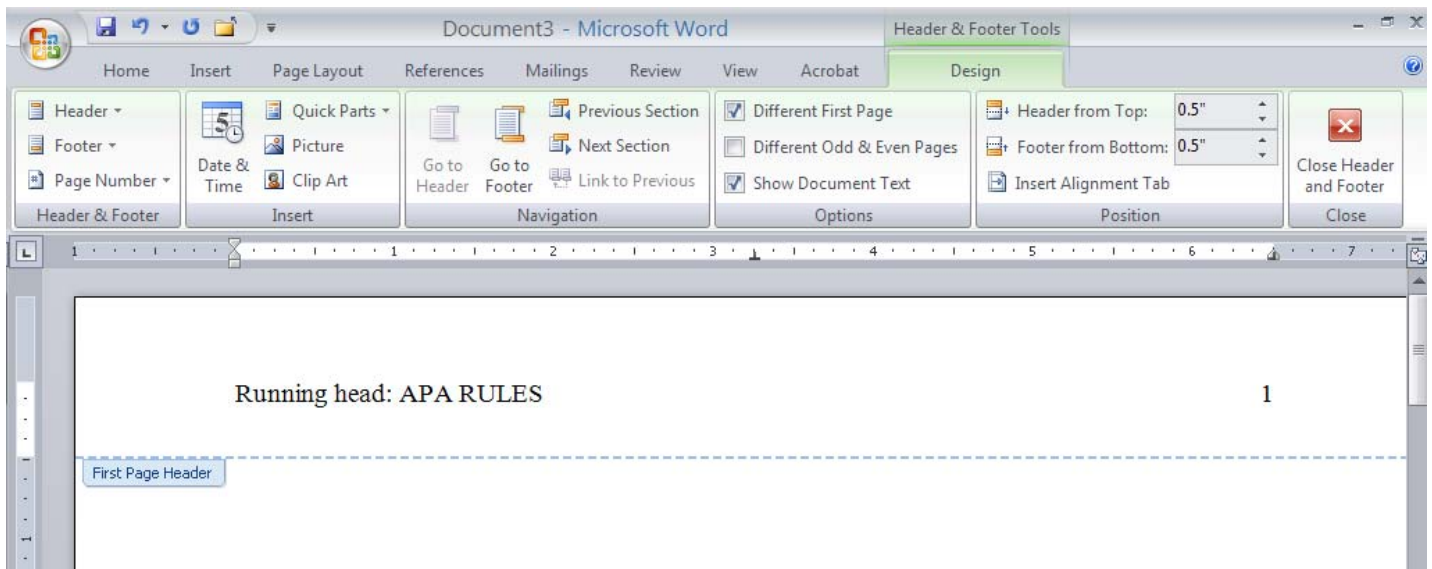 Document3 - Microsoft Word
Header & Footer Tools
Home Insert Page Layout References Mailings Review View Acrobat Design
Header
Footer
Page Number
Header & Footer
5
Date &
Time
Quick Parts
Picture
Clip Art
Insert
Go to
Header
Go to
Footer
Previous Section
Next Section
Link to Previous
Navigation
Different First Page
Different Odd & Even Pages
Show Document Text
Options
Header from Top: 0.5"
Footer from Bottom: 0.5"
Insert Alignment Tab
Position
Close Header
and Footer
Close
L
1 1 2 3 4 5 6 7
Running head: APA RULES 1
First Page Header
1